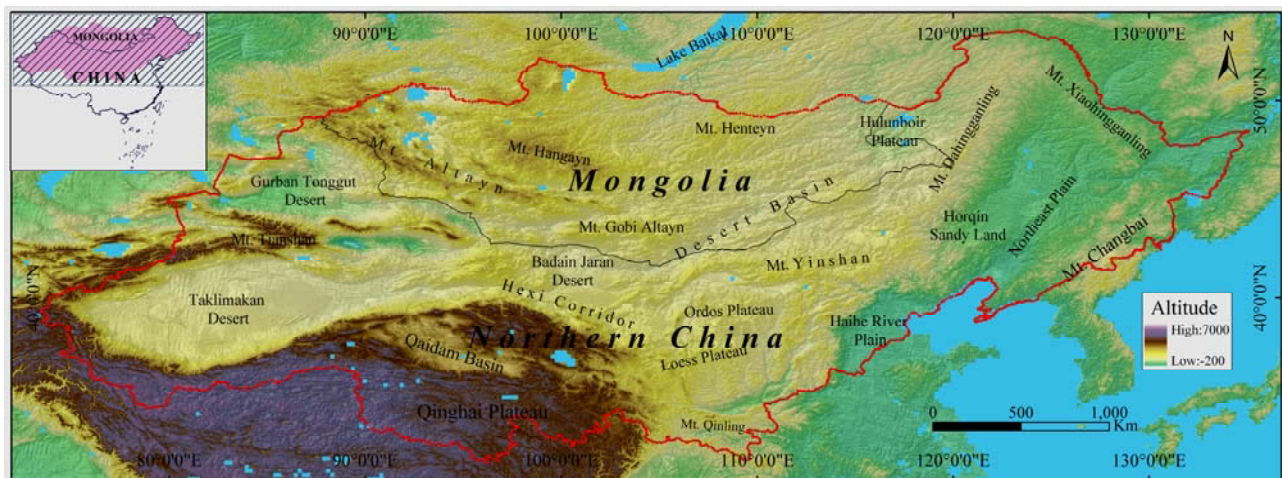 90°0'0"E
100°0'0"E
110°0'0"E
120°0'0"E
130°0'0"E
MONGOLIA
CHINA
Lake Baikal
N
Mt. Xiaohingganling
50°0'0"N
Mt. Henteyn
Hulunboir
Plateau
Mt. Dahingganling
Mt. Altayn
Mt. Hangayn
Mongolia
Gurban Tonggut
Desert
Desert Basin
Mt. Gobi Altayn
Horqin
Sandy Land
Northeast Plain
Mt. Tianshan
Mt. Changbai
Badain Jaran
Desert
Mt. Yinshan
40°0'0"N
Taklimakan
Desert
Hexi Corridor
Ordos Plateau
Haihe River
Plain
40°0'0"N
Altitude
High:7000
Low:-200
Northern China
Qaidam Basin
Loess Plateau
Qinghai Plateau
Mt. Qinling
0
500
1,000
Km
80°0'0"E
90°0'0"E
100°0'0"E
110°0'0"E
120°0'0"E
130°0'0"E